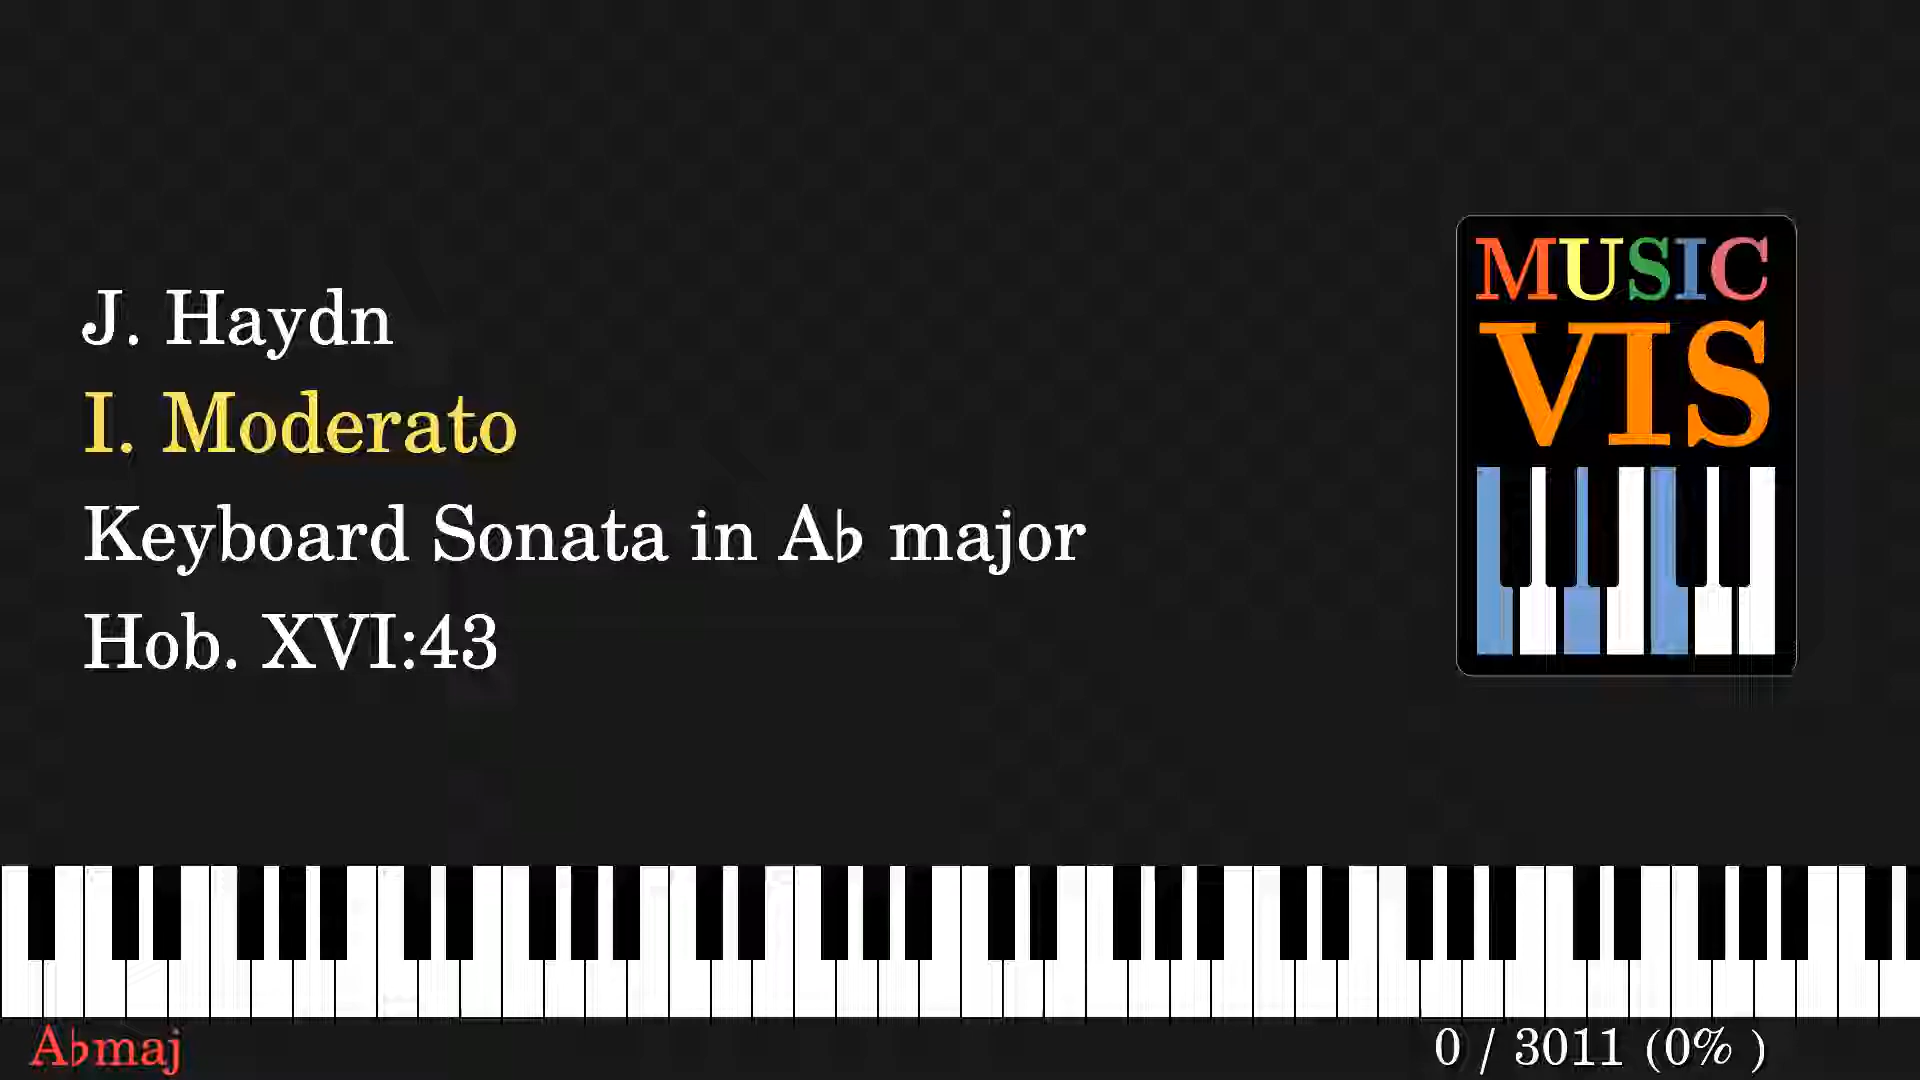 J. Haydn
I. Moderato
Keyboard Sonata in A♭ major
Hob. XVI:43
MUSIC
VIS
A♭maj
0 / 3011 (0% )